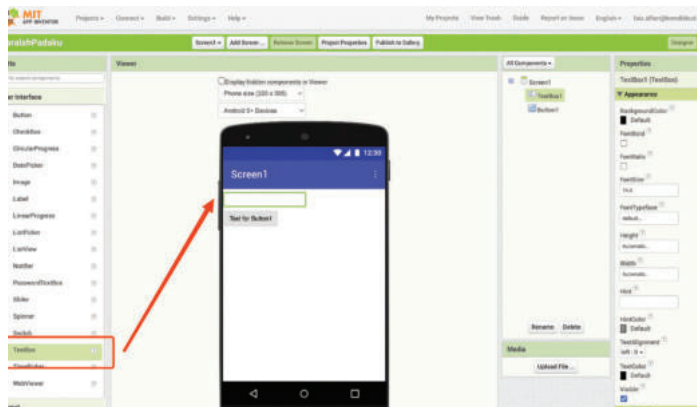 MIT
APP INVENTOR
Projects Connect Build Settings Help My Projects View Trash Guide Report an Issue English
Screen1 Add Screen ... Remove Screen Project Properties Publish to Gallery
Designer
Viewer
All Components
Properties
Display hidden components in Viewer
Phone size (320 x 505)
Android 5+ Devices
Screen1
TextBox1
Button1
TextBox1 (TextBox)
Appearance
BackgroundColor
Default
FontBold
FontItalic
FontSize
14.0
FontTypeface
default
Height
Automatic...
Width
Automatic...
Hint
HintColor
Default
TextAlignment
left : 0
TextColor
Default
Visible
er Interface
Button
CheckBox
CircularProgress
DatePicker
Image
Label
LinearProgress
ListPicker
ListView
Notifier
PasswordTextBox
Slider
Spinner
Switch
TextBox
TimePicker
WebViewer
12:30
Screen1
Text for Button1
Rename Delete
Media
Upload File ...